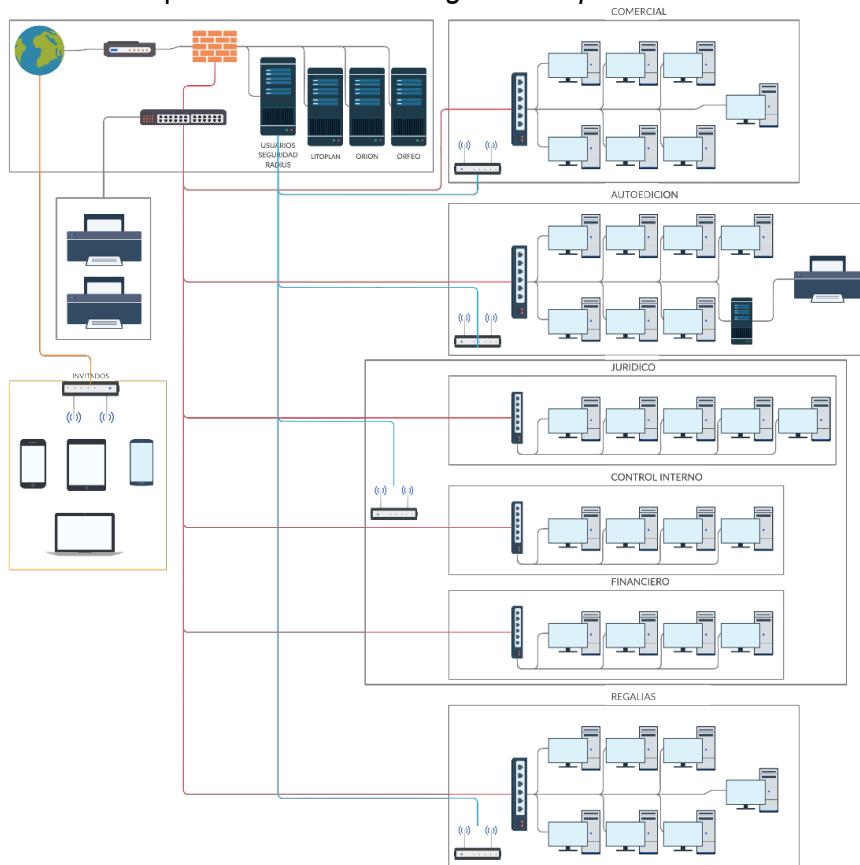 COMERCIAL
USUARIOS
SEGURIDAD
RADIUS
LITOPLAN
ORION
ORFEO
AUTOEDICION
INVITADOS
JURIDICO
CONTROL INTERNO
FINANCIERO
REGALIAS